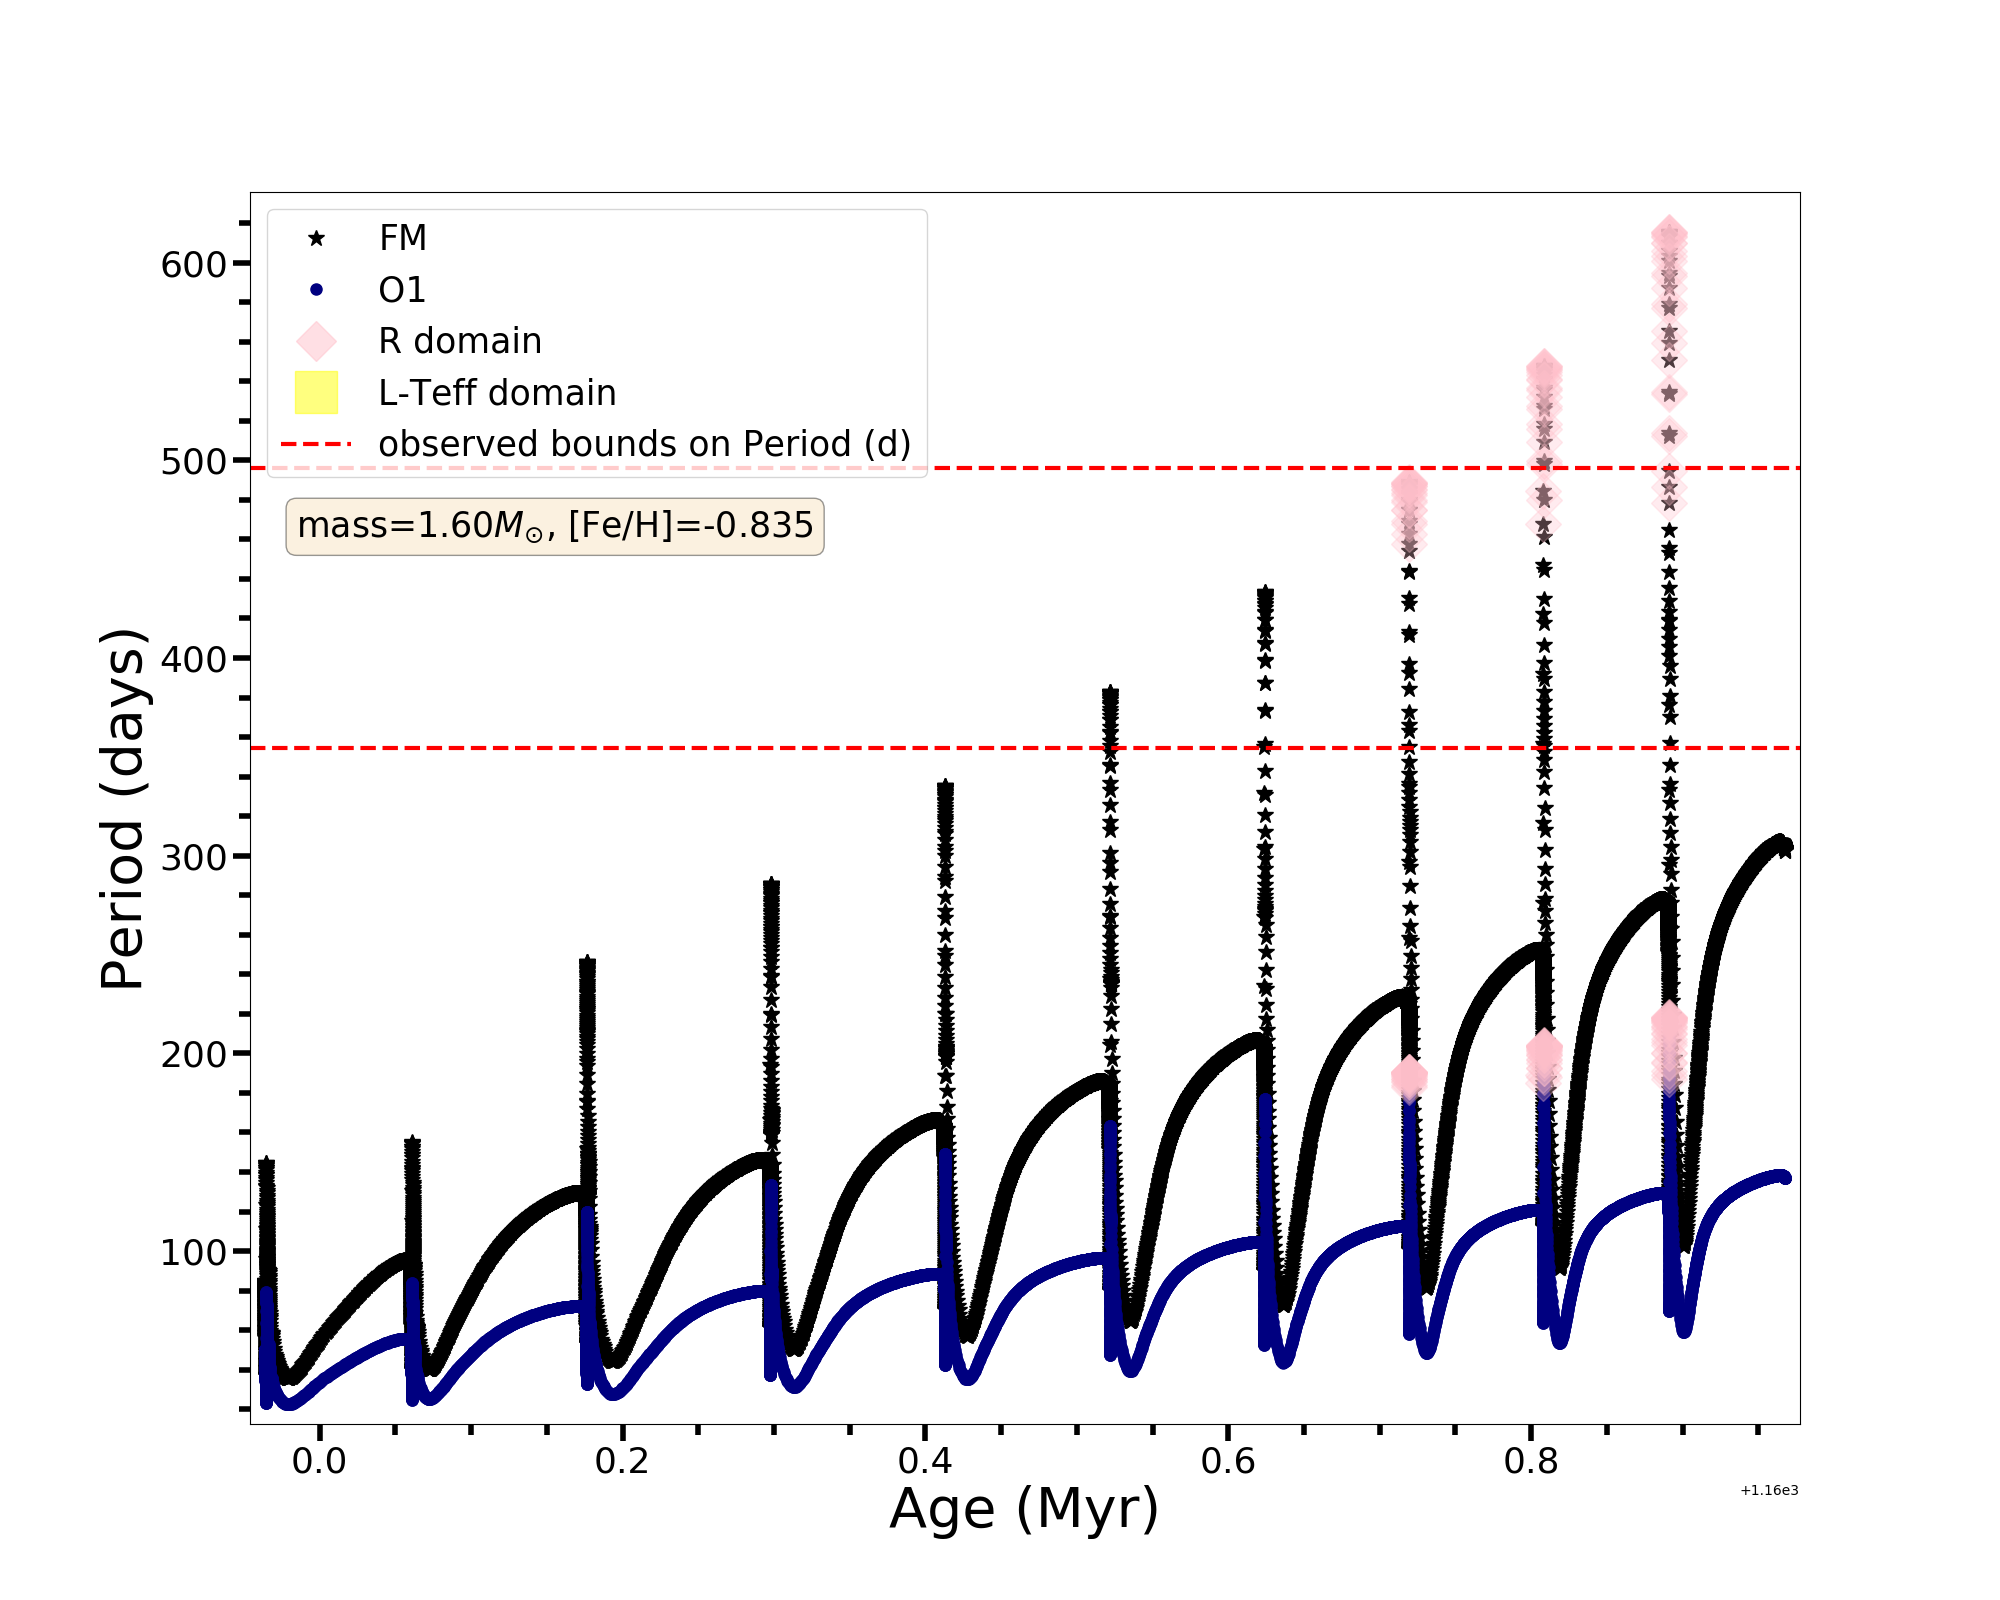 FM
O1
R domain
L-Teff domain
observed bounds on Period (d)
mass=1.60M⊙, [Fe/H]=-0.835
600
500
400
300
200
100
Period (days)
0.0 0.2 0.4 0.6 0.8
+1.16e3
Age (Myr)